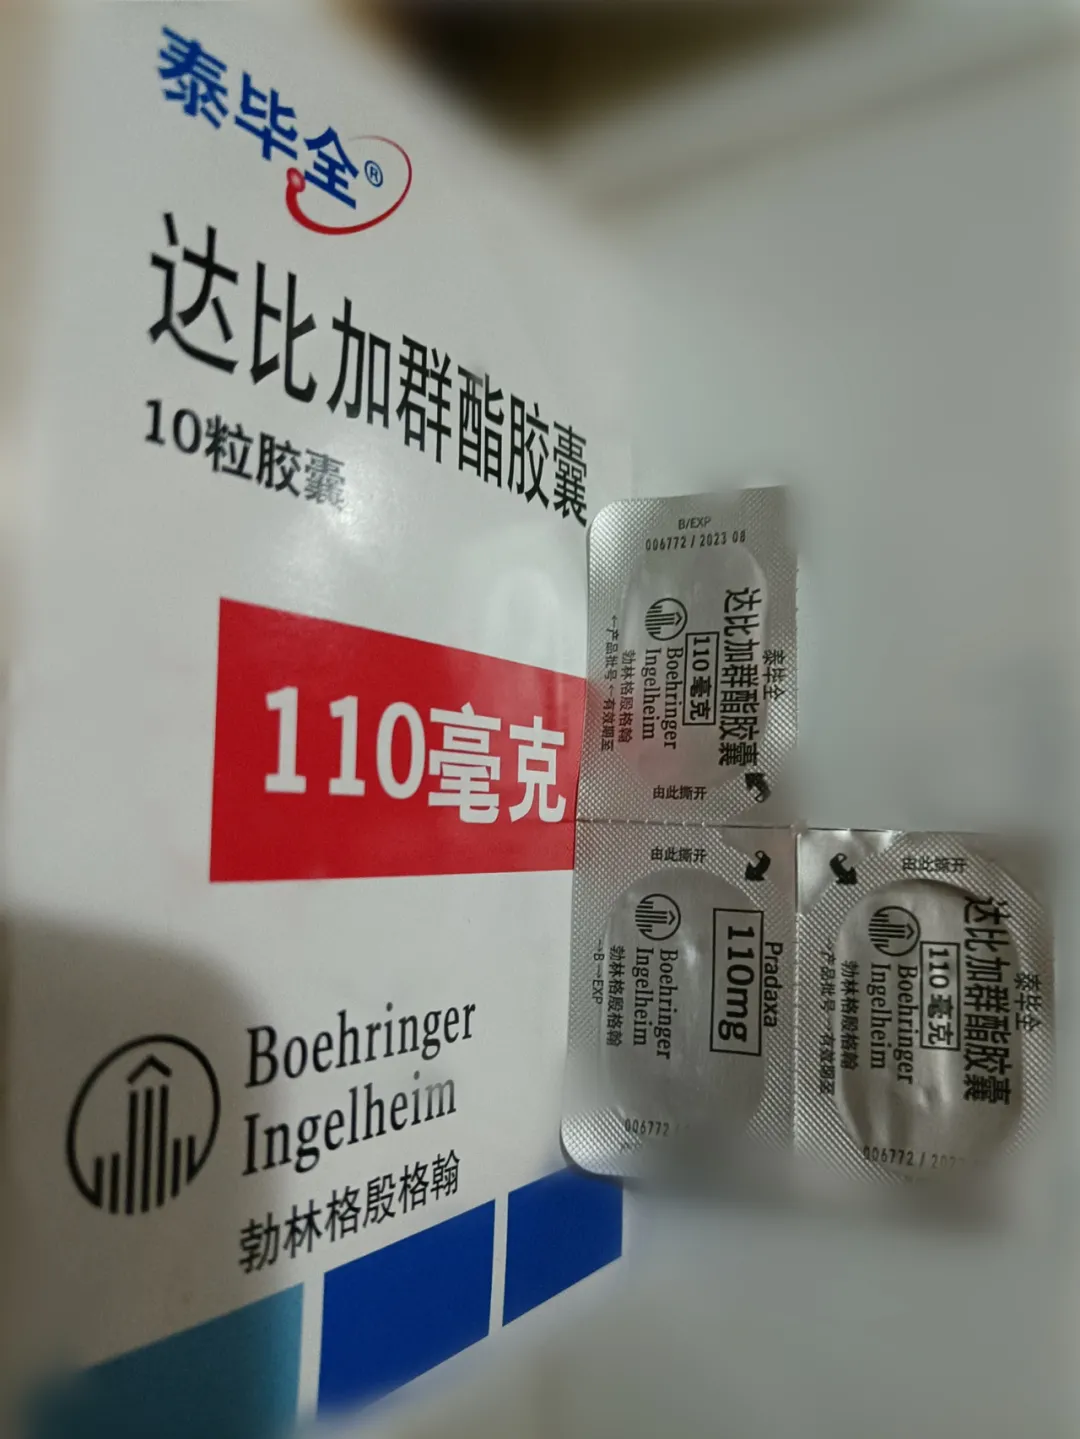 泰毕全®
达比加群酯胶囊
10粒胶囊
110毫克
Boehringer
Ingelheim
勃林格殷格翰
B/EXP
006772 / 2023 08
泰毕全
达比加群酯胶囊
110毫克
Boehringer
Ingelheim
勃林格殷格翰
←产品批号←有效期至
由此撕开
由此撕开
Pradaxa
110mg
Boehringer
Ingelheim
勃林格殷格翰
→B→EXP
006772 /
由此撕开
泰毕全
达比加群酯胶囊
110毫克
Boehringer
Ingelheim
勃林格殷格翰
产品批号 有效期至
006772 / 202